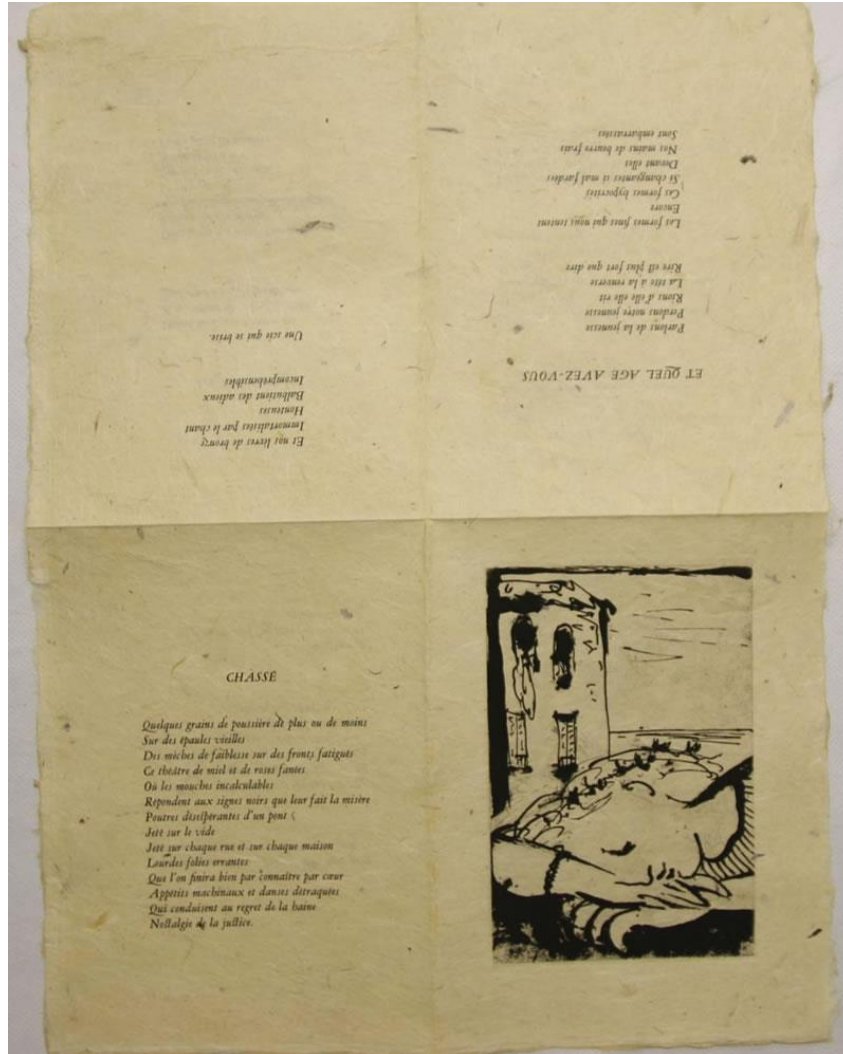 CHASSÉ
Quelques grains de poussière de plus ou de moins
Sur des épaules vieilles
Des mèches de faiblesse sur des fronts fatigués
Ce théâtre de miel et de roses fanées
Où les mouches incalculables
Répondent aux signes noirs que leur fait la misère
Poutres désespérantes d'un pont
Jeté sur le vide
Jeté sur chaque rue et sur chaque maison
Lourdes folies errantes
Que l'on finira bien par connaître par cœur
Appétits machinaux et danses détraquées
Qui conduisent au regret de la haine
Nostalgie de la justice.
ET QUEL AGE AVEZ-VOUS
Parlons de la jeunesse
Perdons notre jeunesse
Rions d'elle elle rit
La tête à la renverse
Rire est plus fort que dire
Les formes fines qui nous tentent
Encore
Ces formes hypocrites
Si changeantes si mal fardées
Devant elles
Nos mains de beurre frais
Sont embarrassées
Et nos lèvres de bronze
Immortalisées par le chant
Honteuses
Balbutient des adieux
Incompréhensibles
Une scie qui se brise.